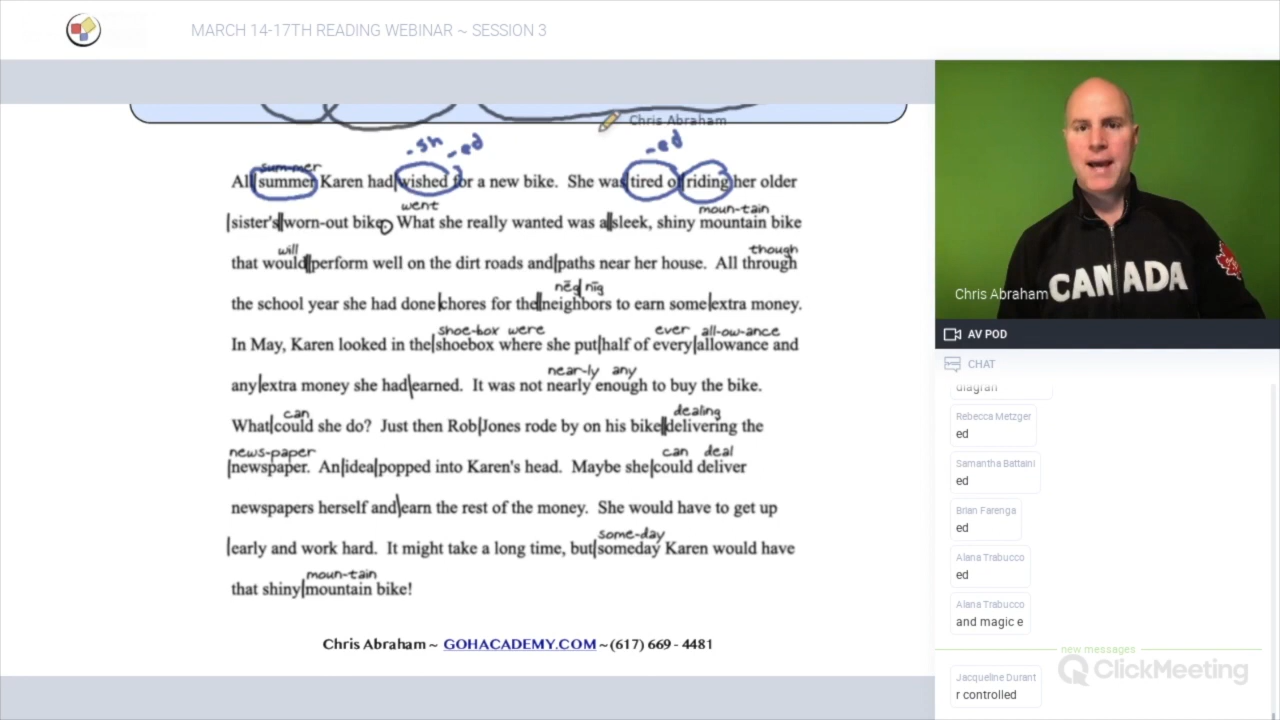 MARCH 14-17TH READING WEBINAR ~ SESSION 3
Chris Abraham
-sh -ed -ed
sum-mer
All summer Karen had wished for a new bike. She was tired of riding her older
went moun-tain
sister's worn-out bike. What she really wanted was a sleek, shiny mountain bike
will though
that would perform well on the dirt roads and paths near her house. All through
nēg nīg
the school year she had done chores for the neighbors to earn some extra money.
shoe-box were ever all-ow-ance
In May, Karen looked in the shoebox where she put half of every allowance and
near-ly any
any extra money she had earned. It was not nearly enough to buy the bike.
can dealing
What could she do? Just then Rob Jones rode by on his bike delivering the
news-paper can deal
newspaper. An idea popped into Karen's head. Maybe she could deliver
newspapers herself and earn the rest of the money. She would have to get up
some-day
early and work hard. It might take a long time, but someday Karen would have
moun-tain
that shiny mountain bike!
Chris Abraham ~ GOHACADEMY.COM ~ (617) 669 - 4481
CANADA
Chris Abraham
AV POD
CHAT
diagran
Rebecca Metzger
ed
Samantha Battaini
ed
Brian Farenga
ed
Alana Trabucco
ed
Alana Trabucco
and magic e
new messages
ClickMeeting
Jacqueline Durant
r controlled